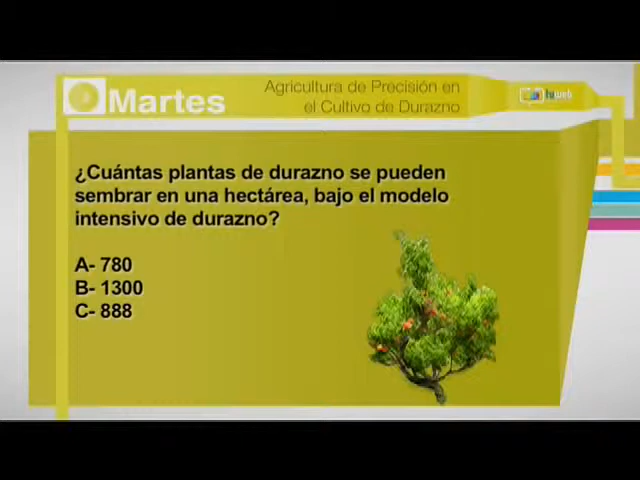 Martes
Agricultura de Precisión en
el Cultivo de Durazno
tvweb
¿Cuántas plantas de durazno se pueden
sembrar en una hectárea, bajo el modelo
intensivo de durazno?
A- 780
B- 1300
C- 888